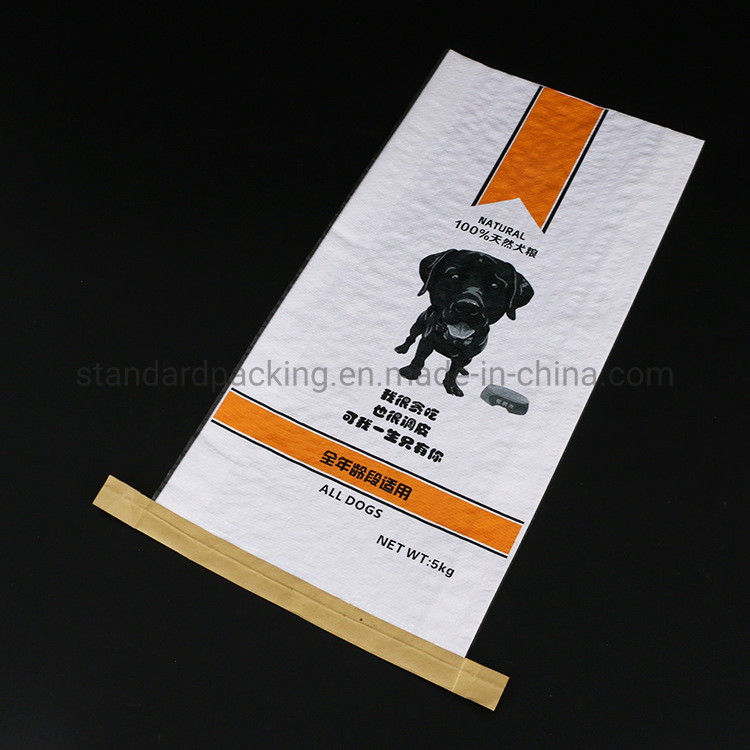 NATURAL
100%天然犬粮
standardpacking.en.made-in-china.com
我很贪吃
也很调皮
可我一生只有你
全年龄段适用
ALL DOGS
NET WT:5kg